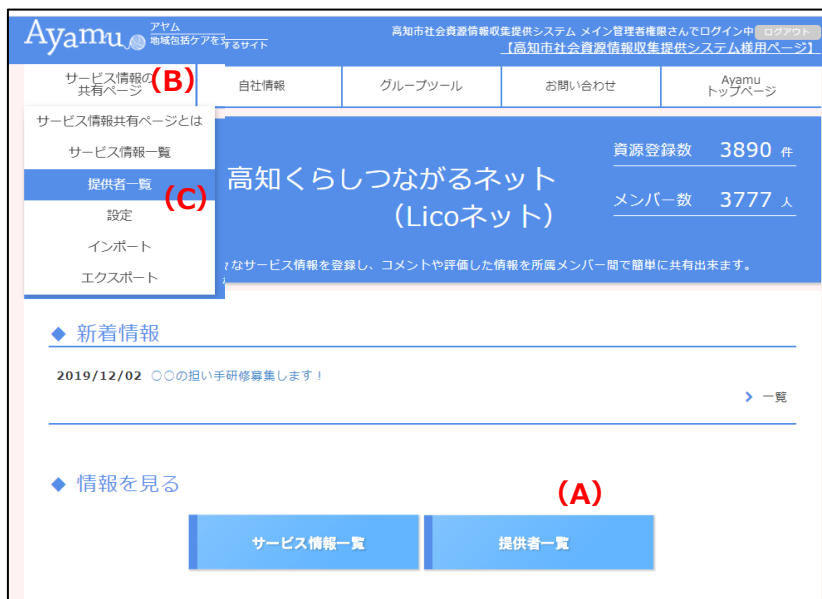 Ayamu
アヤム
地域包括ケアを
するサイト
高知市社会資源情報収集提供システム メイン管理者権限さんでログイン中 ログアウト
【高知市社会資源情報収集提供システム様用ページ】
サービス情報の
共有ページ
(B)
自社情報
グループツール
お問い合わせ
Ayamu
トップページ
サービス情報共有ページとは
サービス情報一覧
提供者一覧
(C)
設定
インポート
エクスポート
高知くらしつながるネット
（Licoネット）
資源登録数 3890 件
メンバー数 3777 人
なサービス情報を登録し、コメントや評価した情報を所属メンバー間で簡単に共有出来ます。
◆ 新着情報
2019/12/02 〇〇の担い手研修募集します！
> 一覧
◆ 情報を見る
(A)
サービス情報一覧
提供者一覧